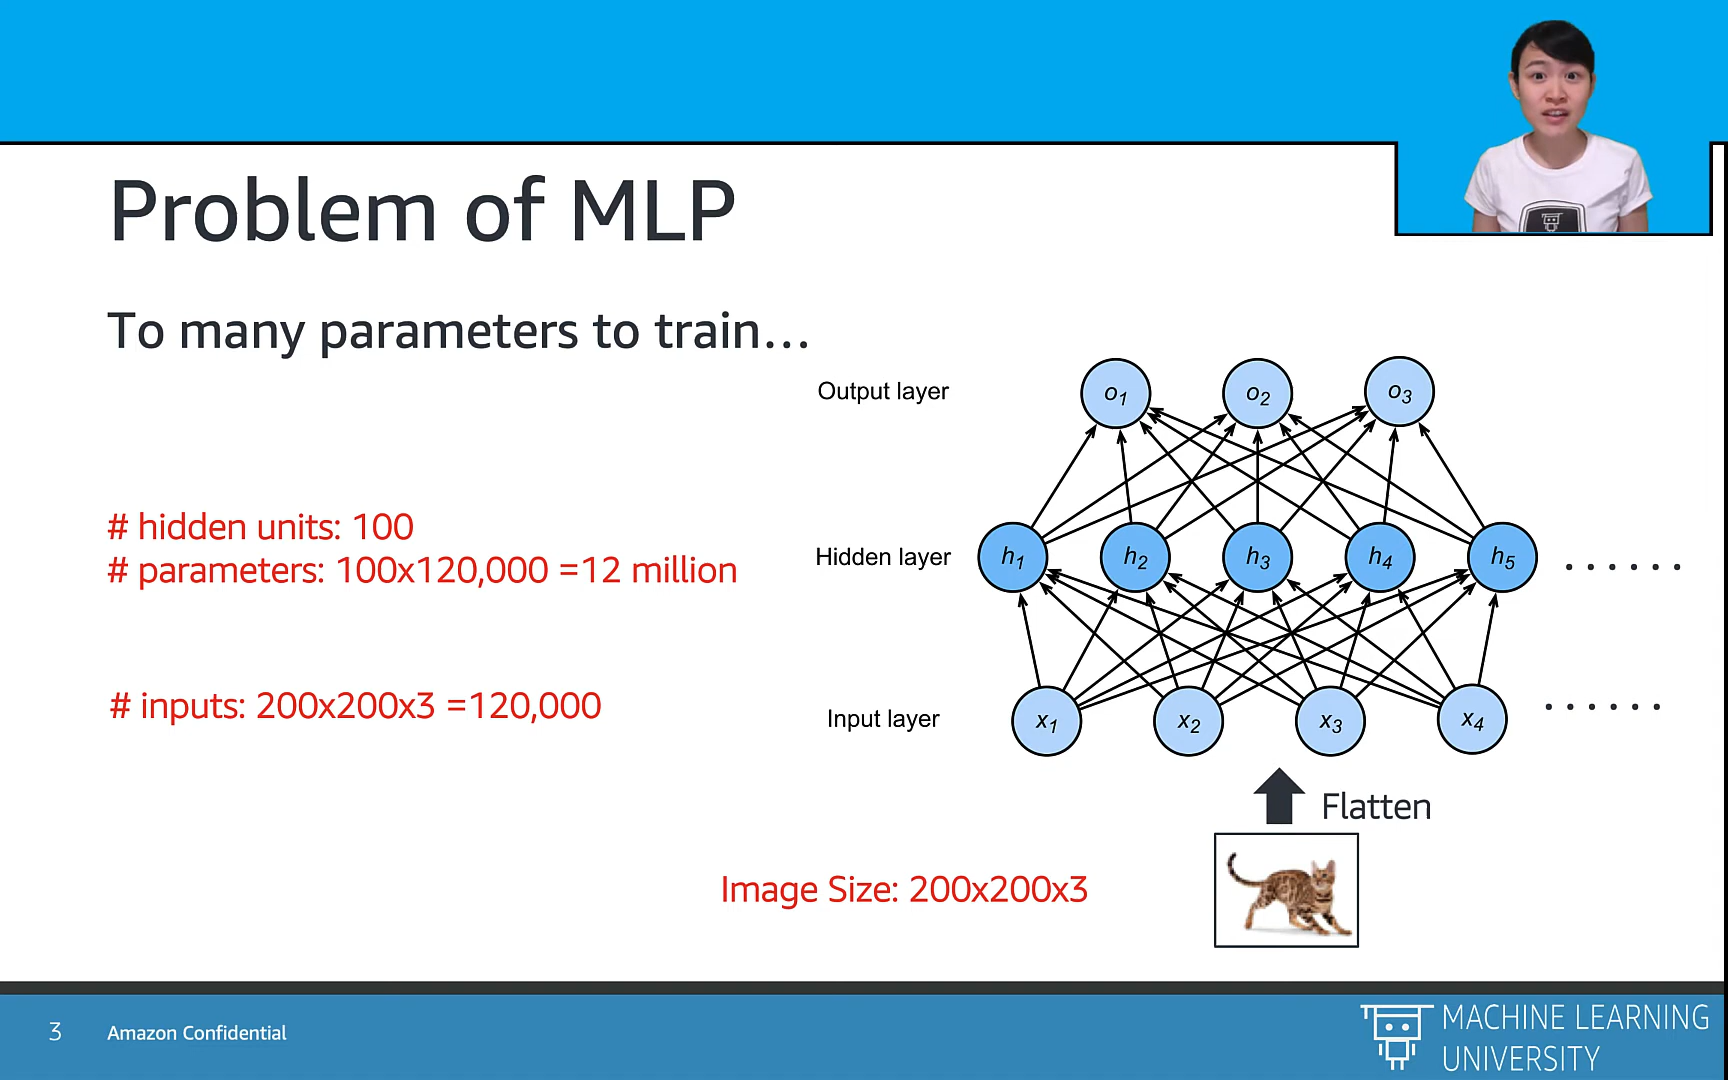 Problem of MLP
To many parameters to train...
Output layer
o1 o2 o3
# hidden units: 100
# parameters: 100x120,000 =12 million
Hidden layer
h1 h2 h3 h4 h5 ......
# inputs: 200x200x3 =120,000
Input layer
x1 x2 x3 x4 ......
Flatten
Image Size: 200x200x3
3 Amazon Confidential
MACHINE LEARNING
UNIVERSITY